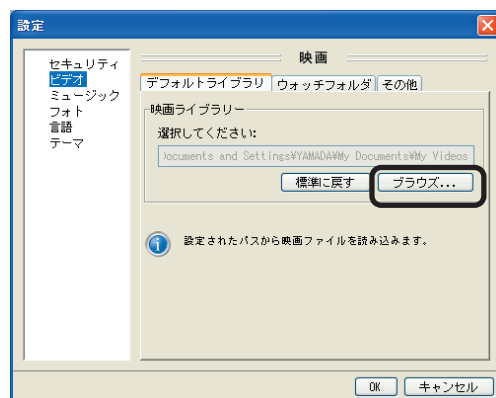 設定
セキュリティ
ビデオ
ミュージック
フォト
言語
テーマ
映画
デフォルトライブラリ ウォッチフォルダ その他
映画ライブラリー
選択してください:
Documents and Settings¥YAMADA¥My Documents¥My Videos
標準に戻す ブラウズ...
設定されたパスから映画ファイルを読み込みます。
OK キャンセル